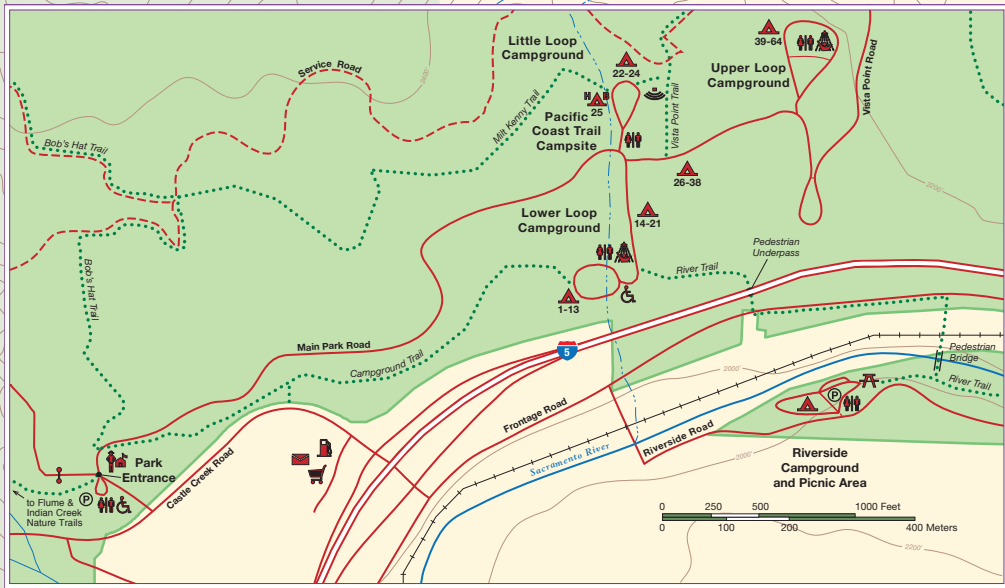 Little Loop
Campground
22-24
39-64
Upper Loop
Campground
Vista Point Road
Service Road
2400'
H B
25
Milt Kenny Trail
Pacific
Coast Trail
Campsite
Vista Point Trail
Bob's Hat Trail
26-38
2200'
Lower Loop
Campground
14-21
Pedestrian
Underpass
Bob's Hat Trail
River Trail
1-13
Main Park Road
Campground Trail
5
2000'
Pedestrian
Bridge
River Trail
P
Frontage Road
Riverside Road
Sacramento River
2000'
Riverside
Campground
and Picnic Area
Park
Entrance
Castle Creek Road
P
to Flume &
Indian Creek
Nature Trails
0 250 500 1000 Feet
0 100 200 400 Meters
2200'